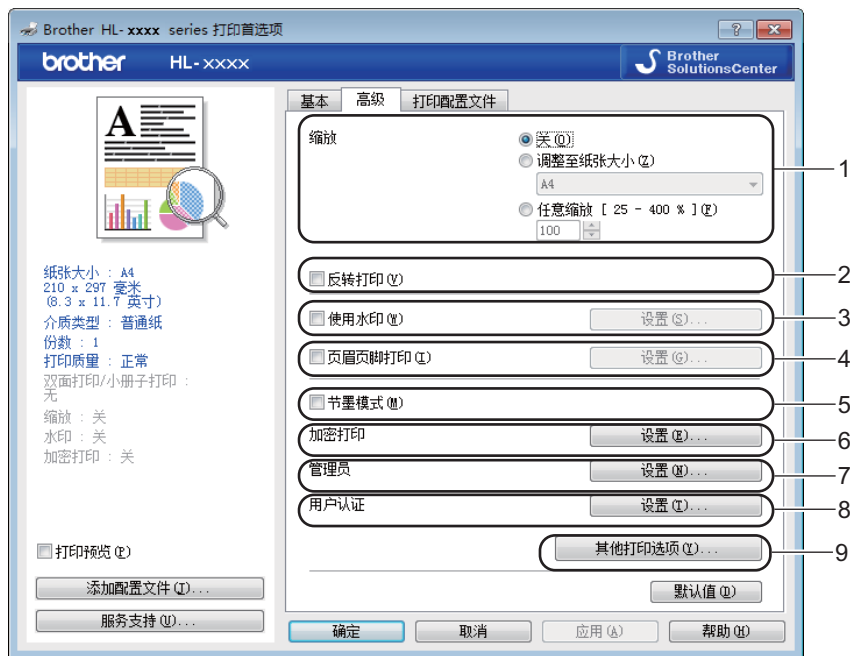 Brother HL-xxxx series 打印首选项
brother HL-xxxx
Brother
SolutionsCenter
基本 高级 打印配置文件
A
缩放
关(O)
调整至纸张大小(Z)
A4
任意缩放 [ 25 - 400 % ](F)
100
1
反转打印(V)
2
使用水印(W) 设置(S)...
3
页眉页脚打印(I) 设置(G)...
4
节墨模式(M)
5
加密打印 设置(E)...
6
管理员 设置(N)...
7
用户认证 设置(T)...
8
其他打印选项(Y)...
9
默认值(D)
纸张大小 : A4
210 x 297 毫米
(8.3 x 11.7 英寸)
介质类型 : 普通纸
份数 : 1
打印质量 : 正常
双面打印/小册子打印 :
无
缩放 : 关
水印 : 关
加密打印 : 关
打印预览(P)
添加配置文件(J)...
服务支持(U)...
确定 取消 应用(A) 帮助(H)